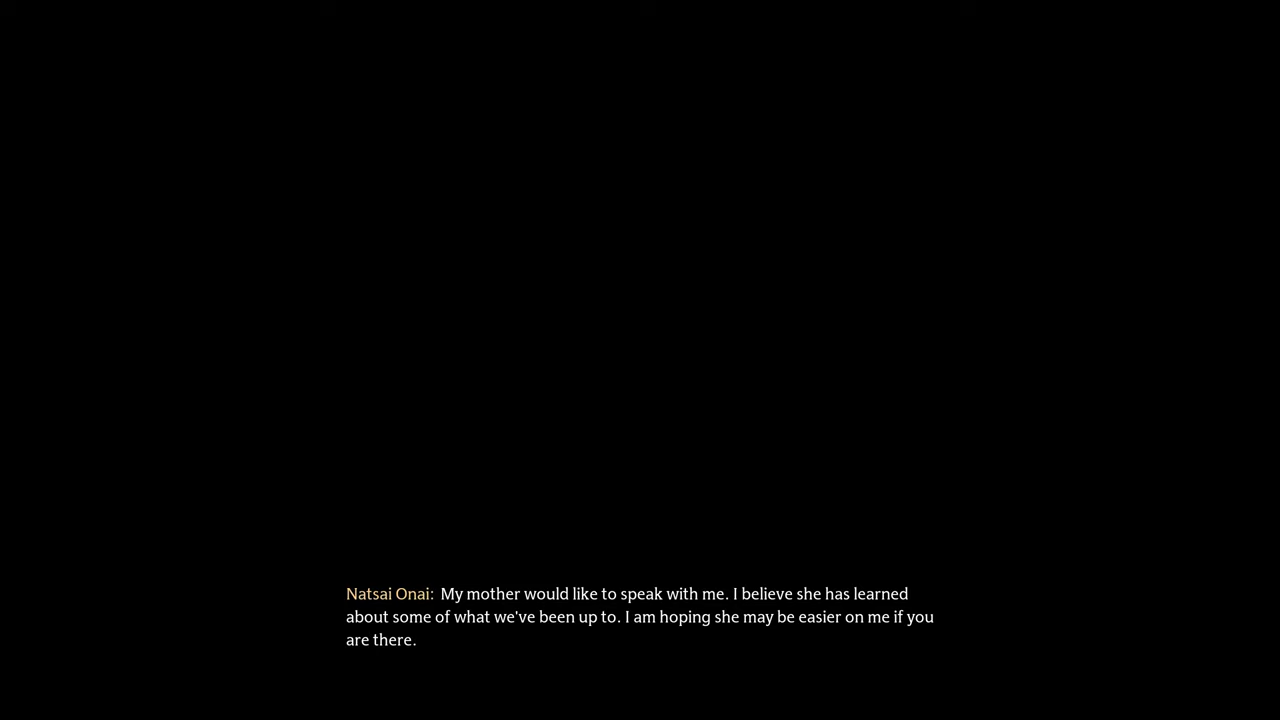 Natsai Onai: My mother would like to speak with me. I believe she has learned
about some of what we've been up to. I am hoping she may be easier on me if you
are there.